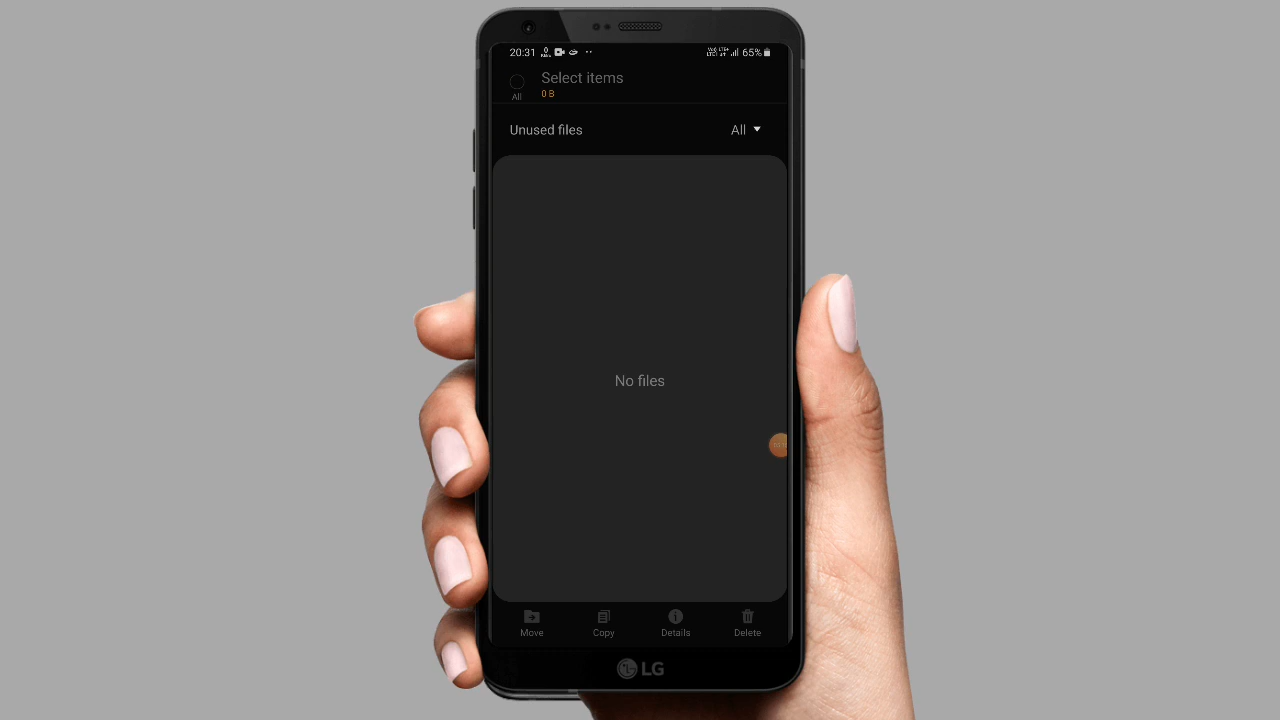 20:31
65%
Select items
All
0 B
Unused files
All
No files
Move
Copy
Details
Delete
LG